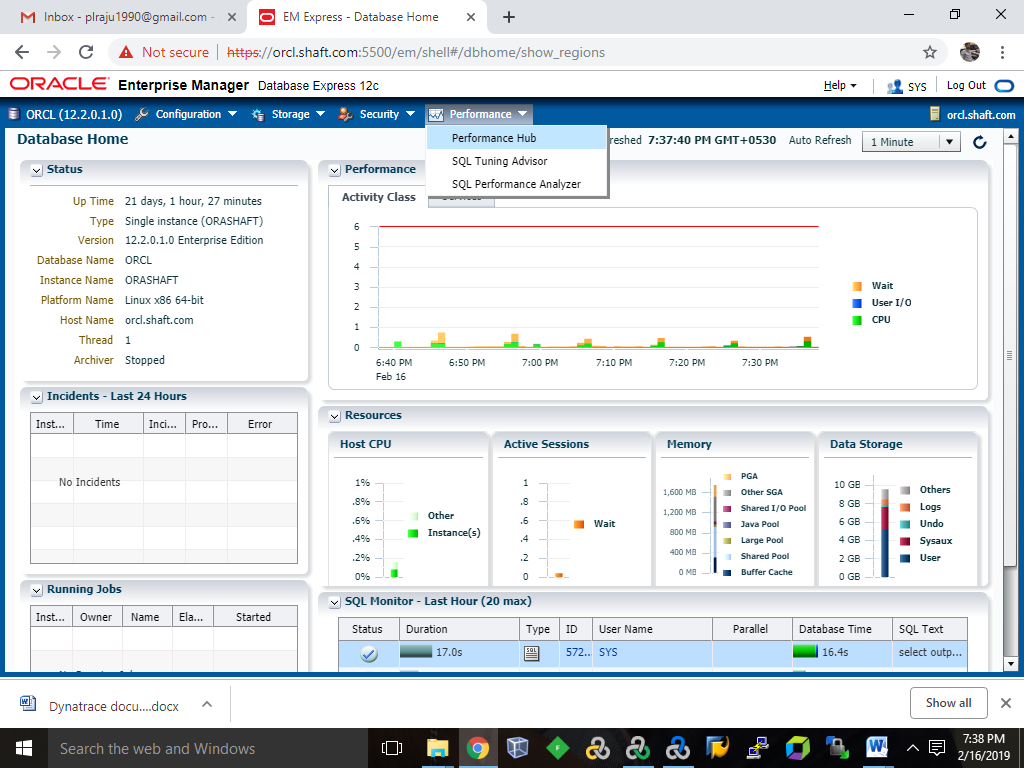 Inbox - plraju1990@gmail.com -
EM Express - Database Home
Not secure
https://orcl.shaft.com:5500/em/shell#/dbhome/show_regions
ORACLE Enterprise Manager Database Express 12c
Help
SYS
Log Out
ORCL (12.2.0.1.0)
Configuration
Storage
Security
Performance
orcl.shaft.com
Performance Hub
SQL Tuning Advisor
SQL Performance Analyzer
Database Home
reshed 7:37:40 PM GMT+0530
Auto Refresh
1 Minute
Status
Up Time 21 days, 1 hour, 27 minutes
Type Single instance (ORASHAFT)
Version 12.2.0.1.0 Enterprise Edition
Database Name ORCL
Instance Name ORASHAFT
Platform Name Linux x86 64-bit
Host Name orcl.shaft.com
Thread 1
Archiver Stopped
Incidents - Last 24 Hours
Inst... Time Inci... Pro... Error
No Incidents
Running Jobs
Inst... Owner Name Ela... Started
Performance
Activity Class
6
5
4
3
2
1
0
6:40 PM 6:50 PM 7:00 PM 7:10 PM 7:20 PM 7:30 PM
Feb 16
Wait
User I/O
CPU
Resources
Host CPU
1%
.8%
.6%
.4%
.2%
0%
Other
Instance(s)
Active Sessions
1
.8
.6
.4
.2
0
Wait
Memory
1,600 MB
1,200 MB
800 MB
400 MB
0 MB
PGA
Other SGA
Shared I/O Pool
Java Pool
Large Pool
Shared Pool
Buffer Cache
Data Storage
10 GB
8 GB
6 GB
4 GB
2 GB
0 GB
Others
Logs
Undo
Sysaux
User
SQL Monitor - Last Hour (20 max)
Status Duration Type ID User Name Parallel Database Time SQL Text
17.0s SQL 572... SYS 16.4s select outp...
Dynatrace docu....docx
Show all
Search the web and Windows
7:38 PM
2/16/2019